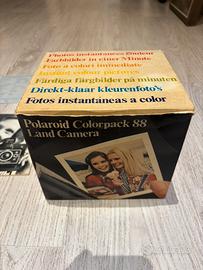 Photos instantanées couleur
Farbbilder in einer Minute
Foto a colori immediate
Instant colour pictures
Färdiga färgbilder på minuten
Direkt-klaar kleurenfoto's
Fotos instantáneas a color
Polaroid Colorpack 88
Land Camera